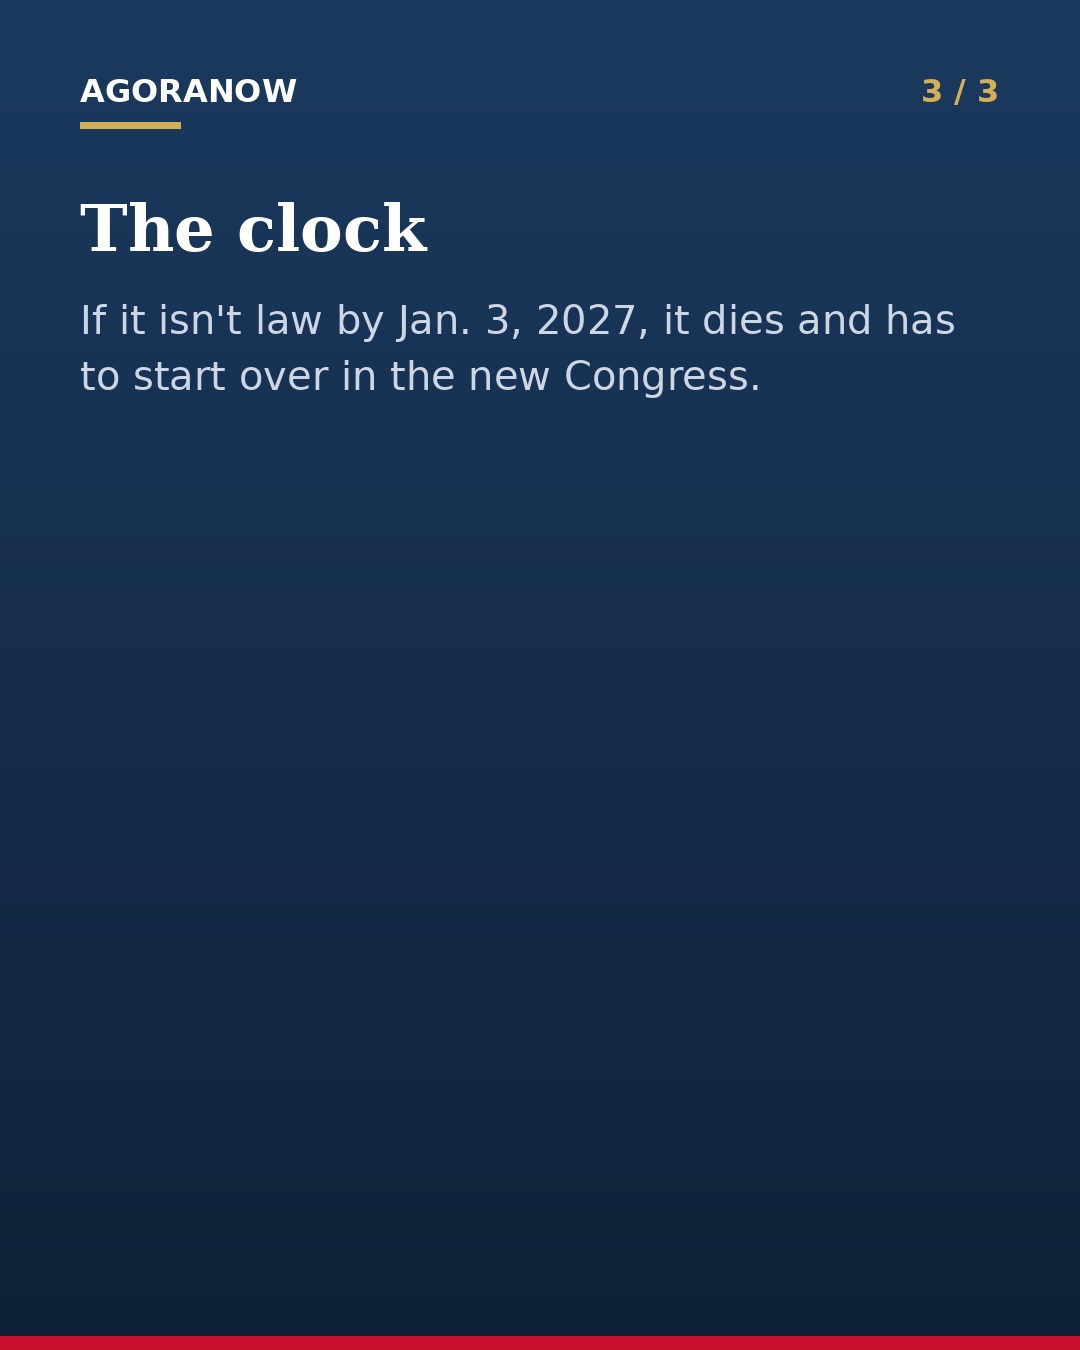 AGORANOW
3 / 3
The clock
If it isn't law by Jan. 3, 2027, it dies and has
to start over in the new Congress.